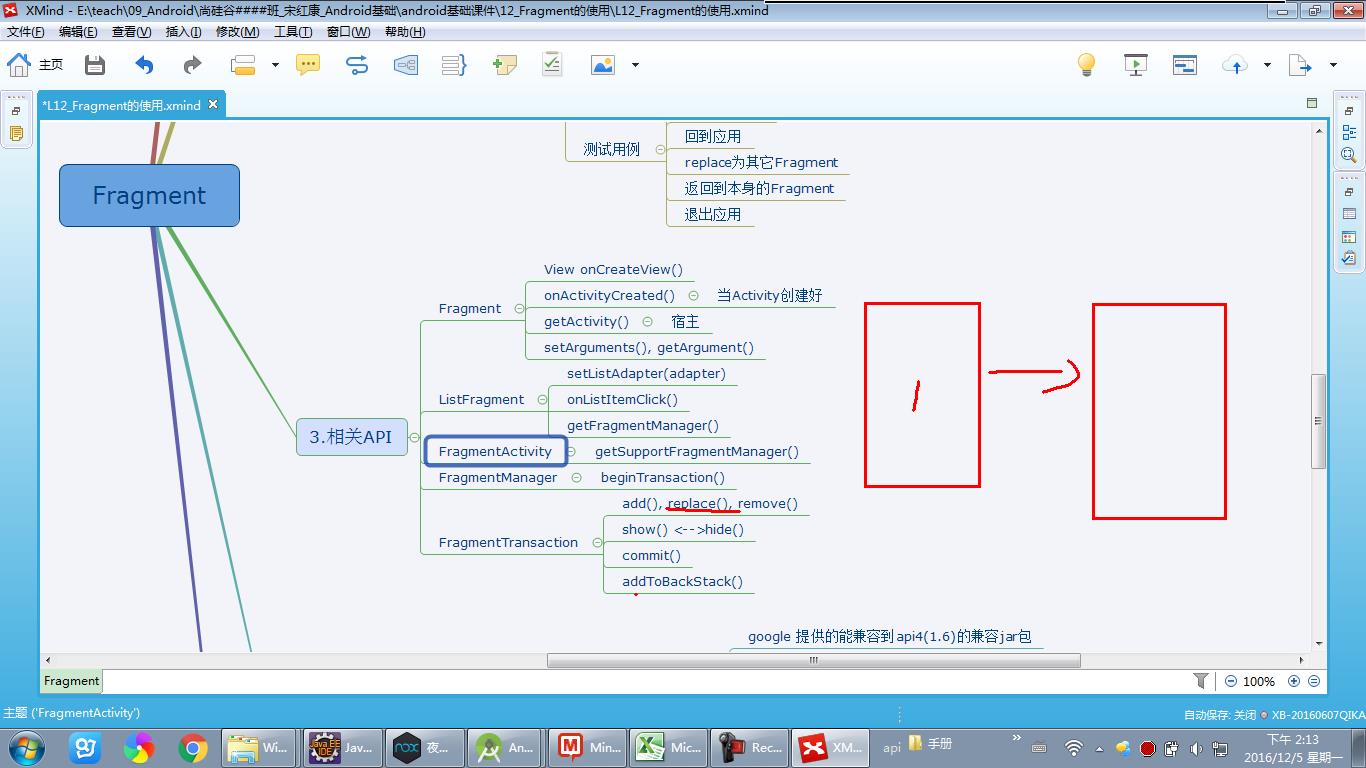 XMind - E:\teach\09_Android\尚硅谷####班_宋红康_Android基础\android基础课件\12_Fragment的使用\L12_Fragment的使用.xmind
文件(F) 编辑(E) 查看(V) 插入(I) 修改(M) 工具(T) 窗口(W) 帮助(H)
主页
*L12_Fragment的使用.xmind
回到应用
测试用例
replace为其它Fragment
返回到本身的Fragment
退出应用
Fragment
View onCreateView()
onActivityCreated() 当Activity创建好
Fragment
getActivity() 宿主
setArguments(), getArgument()
setListAdapter(adapter)
ListFragment onListItemClick()
getFragmentManager()
3.相关API
FragmentActivity getSupportFragmentManager()
FragmentManager beginTransaction()
add(), replace(), remove()
show() <-->hide()
FragmentTransaction
commit()
addToBackStack()
1
google 提供的能兼容到api4(1.6)的兼容jar包
Fragment
100%
主题 ('FragmentActivity')
自动保存: 关闭 XB-20160607QIKA
Wi... Jav... 夜... An... Min... Mic... Rec... XM... api 手册
下午 2:13
2016/12/5 星期一